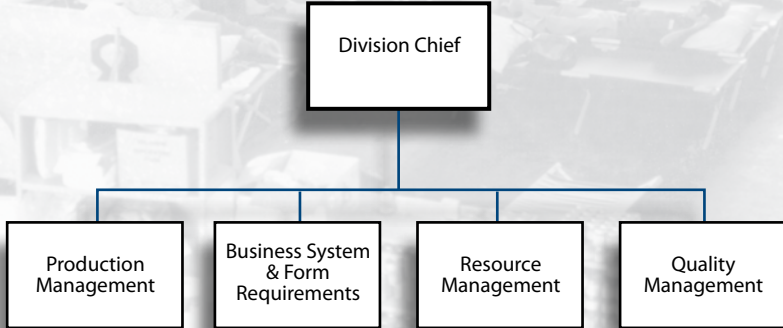 Division Chief
Production
Management
Business System
& Form
Requirements
Resource
Management
Quality
Management